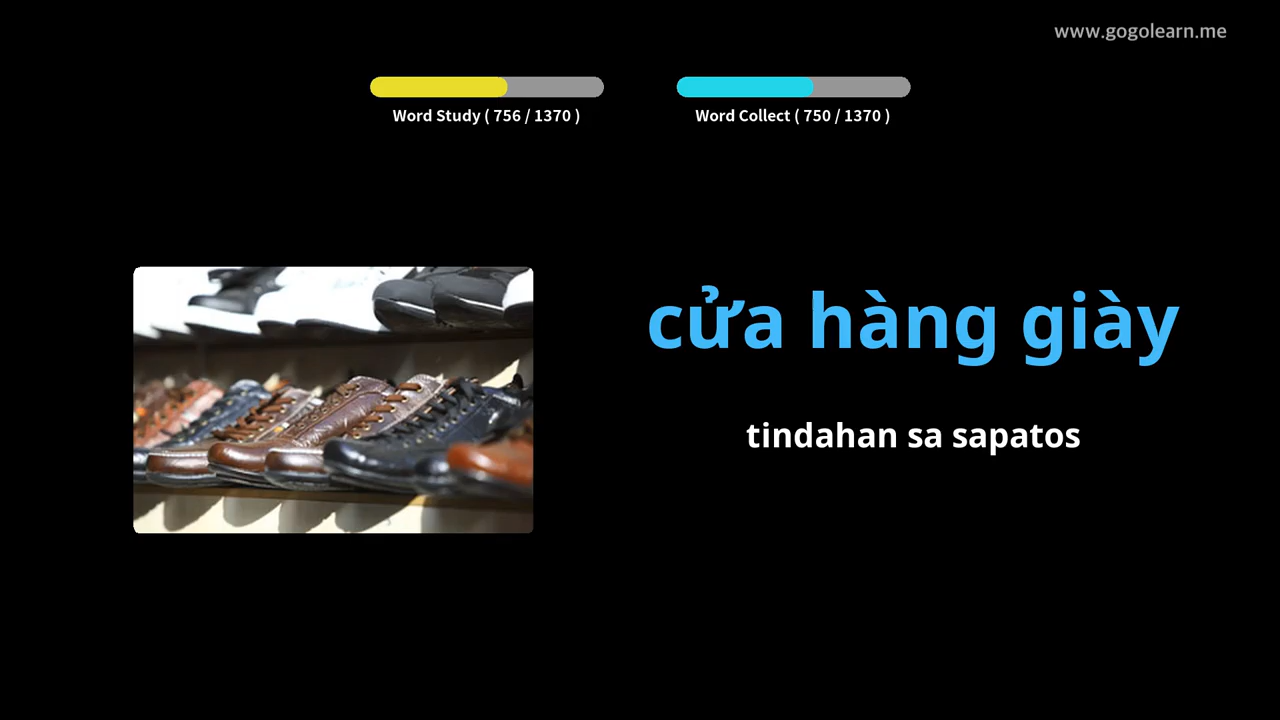 www.gogolearn.me
Word Study ( 756 / 1370 )
Word Collect ( 750 / 1370 )
cửa hàng giày
tindahan sa sapatos